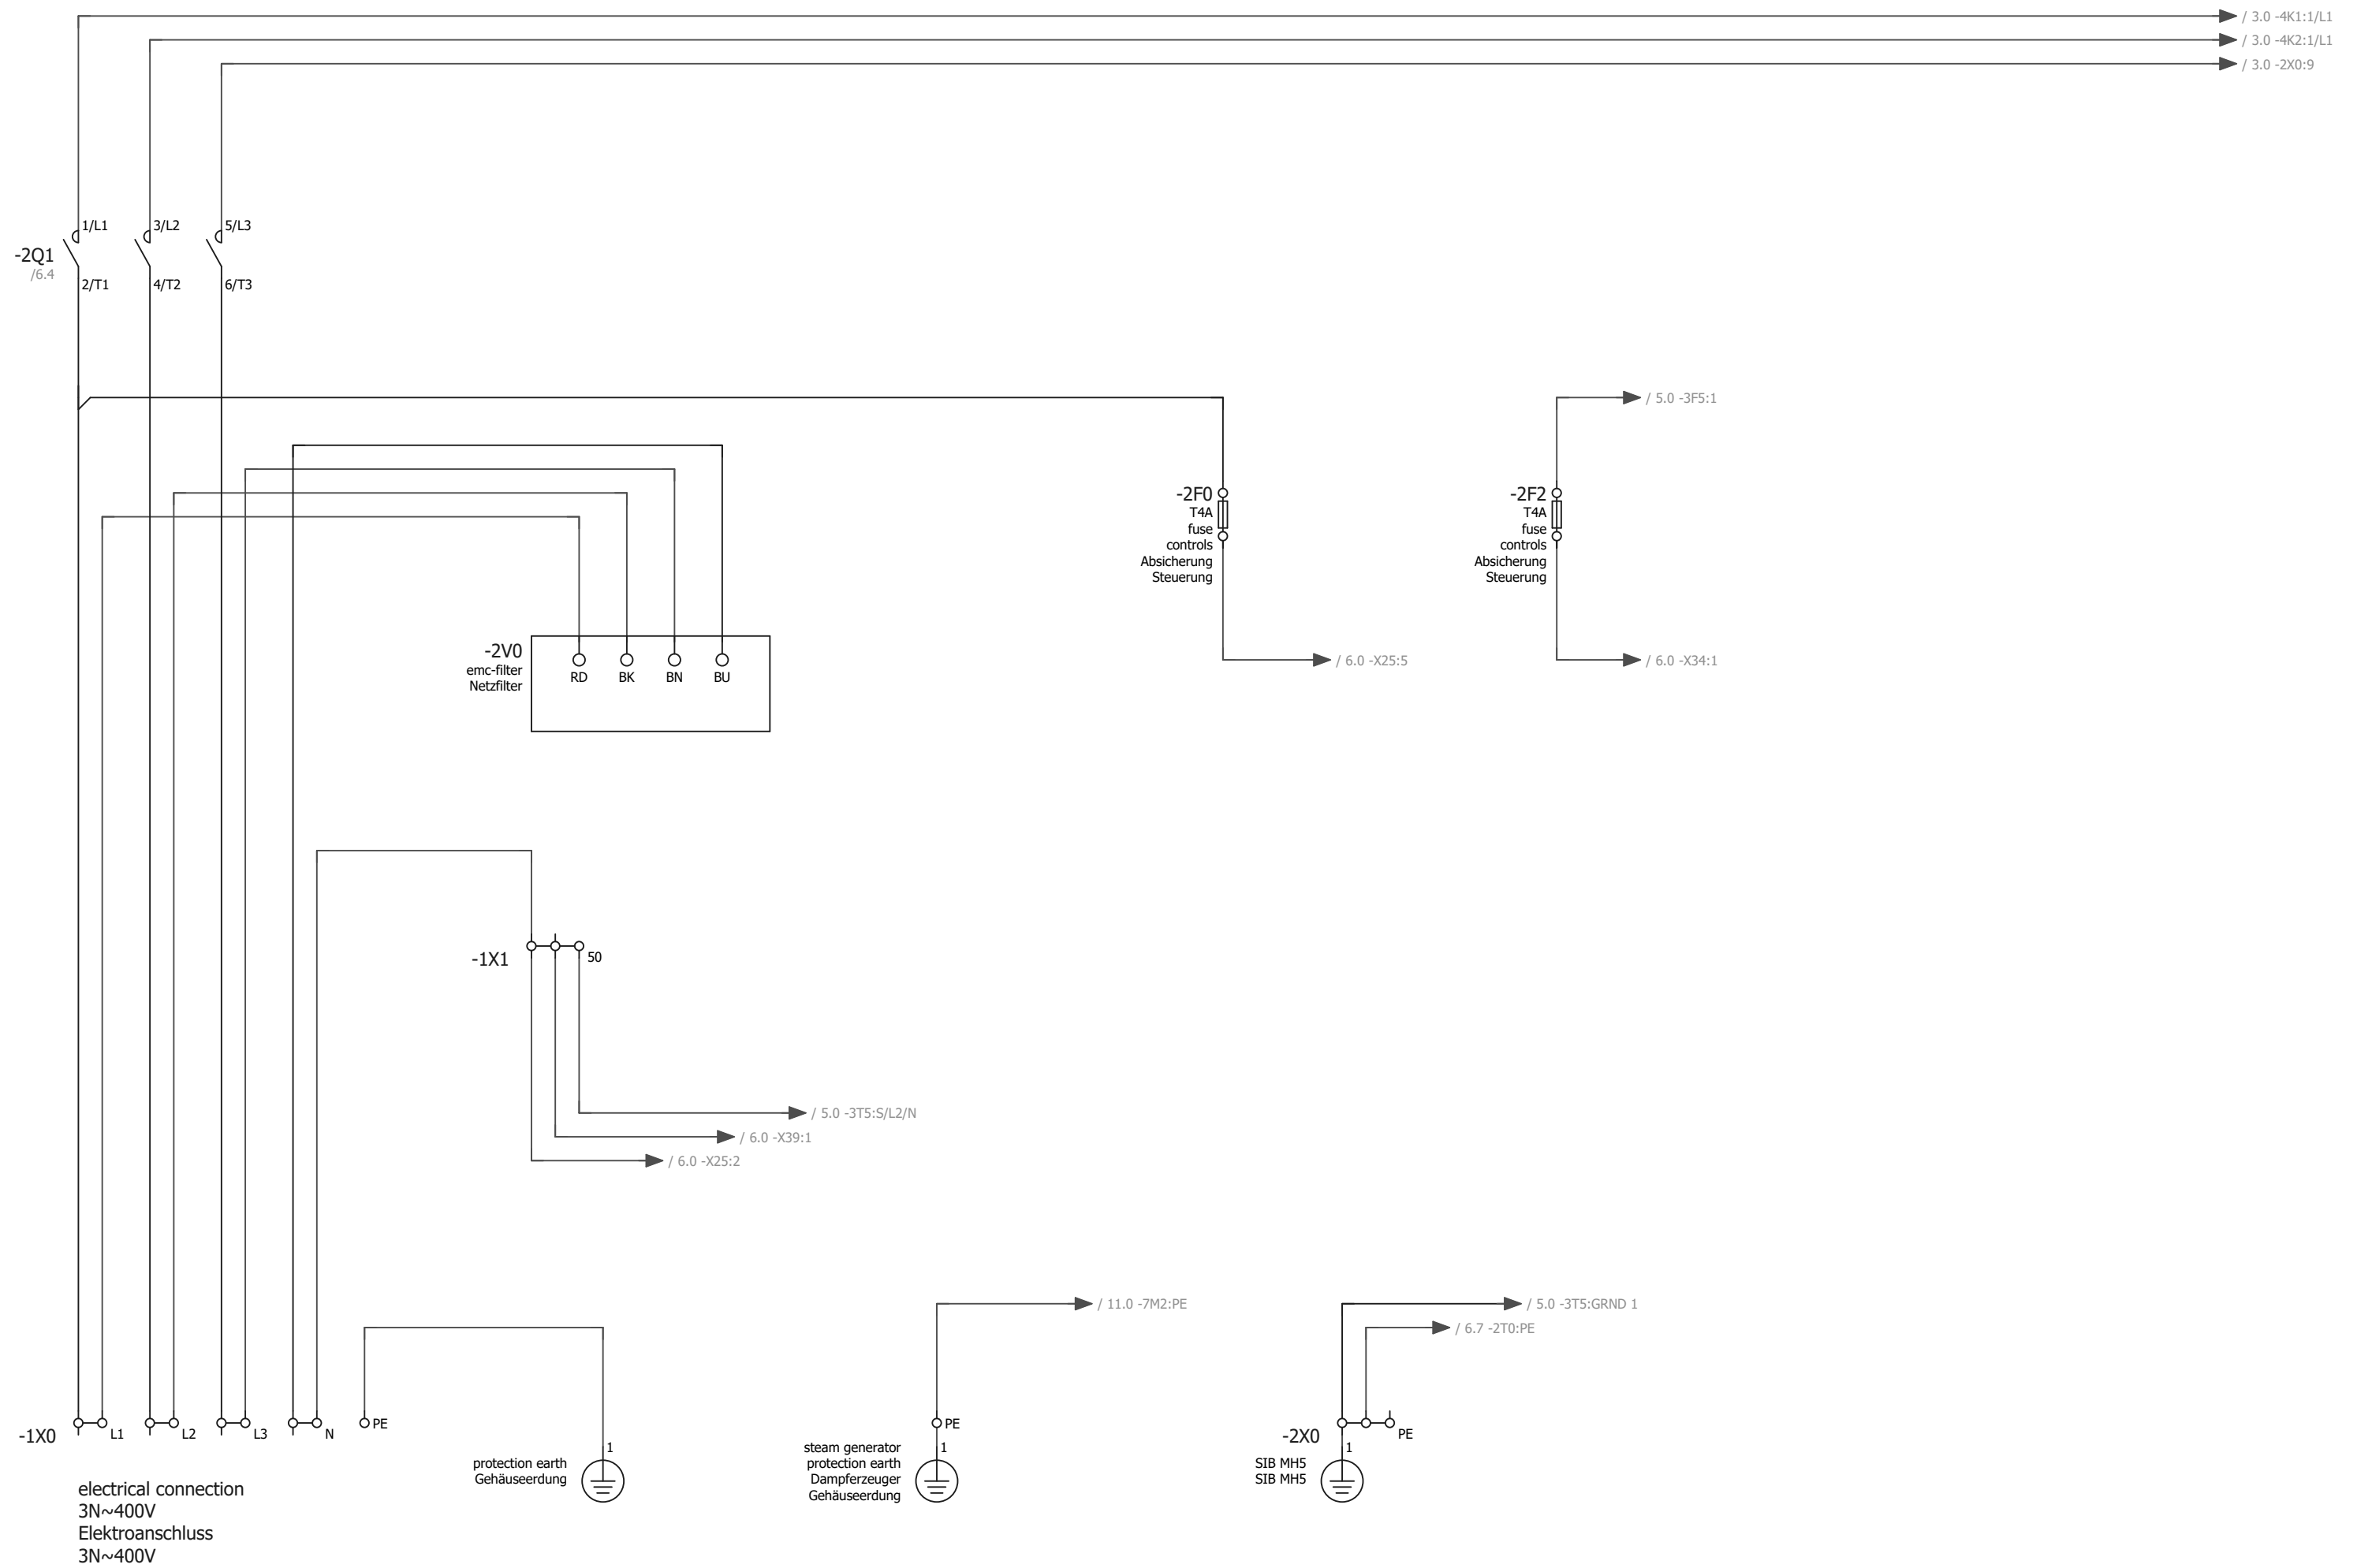 / 3.0 -4K1:1/L1
/ 3.0 -4K2:1/L1
/ 3.0 -2X0:9
1/L1
3/L2
5/L3
-2Q1
/6.4
2/T1
4/T2
6/T3
/ 5.0 -3F5:1
-2F0
T4A
fuse
controls
Absicherung
Steuerung
-2F2
T4A
fuse
controls
Absicherung
Steuerung
-2V0
emc-filter
Netzfilter
RD
BK
BN
BU
/ 6.0 -X25:5
/ 6.0 -X34:1
-1X1
50
/ 5.0 -3T5:S/L2/N
/ 6.0 -X39:1
/ 6.0 -X25:2
/ 11.0 -7M2:PE
/ 5.0 -3T5:GRND 1
/ 6.7 -2T0:PE
-1X0
L1
L2
L3
N
PE
1
protection earth
Gehäuseerdung
PE
1
steam generator
protection earth
Dampferzeuger
Gehäuseerdung
-2X0
PE
1
SIB MH5
SIB MH5
electrical connection
3N~400V
Elektroanschluss
3N~400V